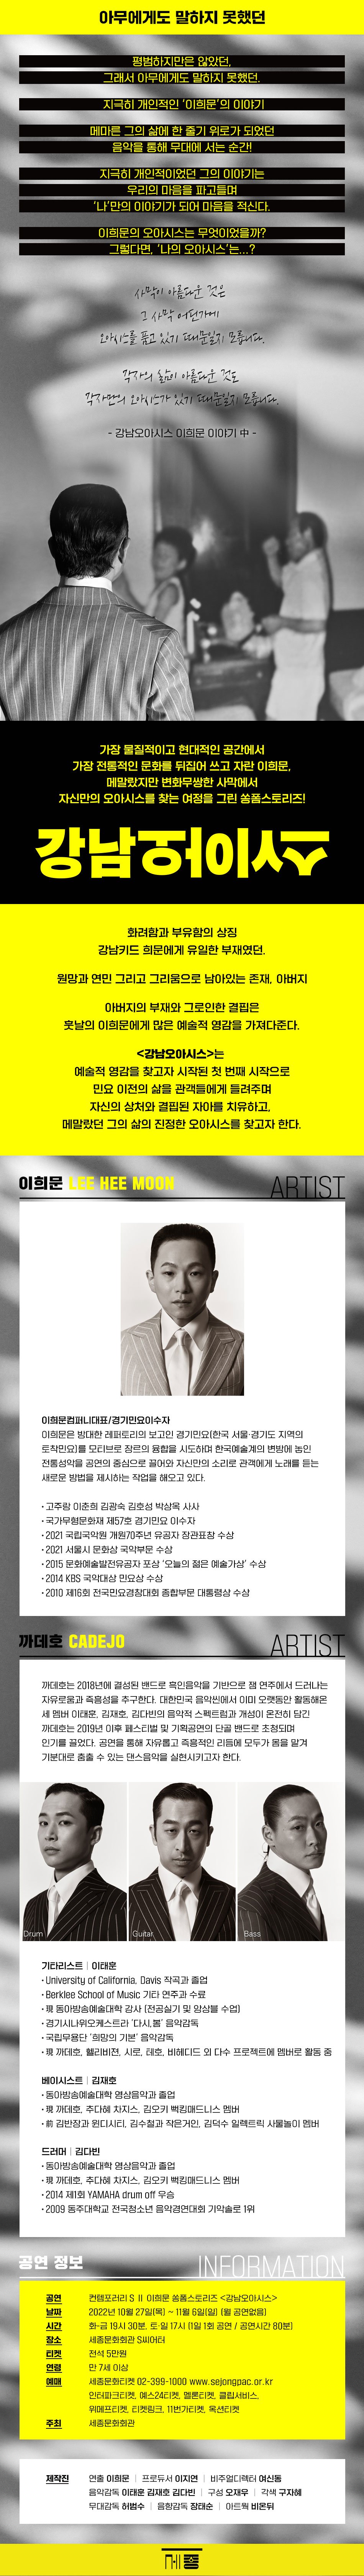 아무에게도 말하지 못했던
평범하지만은 않았던,
그래서 아무에게도 말하지 못했던.
지극히 개인적인 '이희문'의 이야기
메마른 그의 삶에 한 줄기 위로가 되었던
음악을 통해 무대에 서는 순간!
지극히 개인적이었던 그의 이야기는
우리의 마음을 파고들며
'나'만의 이야기가 되어 마음을 적신다.
이희문의 오아시스는 무엇이었을까?
그렇다면, '나의 오아시스'는...?
사막이 아름다운 것은
그 사막 어딘가에
오아시스를 품고 있기 때문일지 모릅니다.
각자의 삶이 아름다운 것도
각자만의 오아시스가 있기 때문일지 모릅니다.
- 강남오아시스 이희문 이야기 中 -
가장 물질적이고 현대적인 공간에서
가장 전통적인 문화를 뒤집어 쓰고 자란 이희문,
메말랐지만 변화무쌍한 사막에서
자신만의 오아시스를 찾는 여정을 그린 쏭폼스토리즈!
강남오아시스
화려함과 부유함의 상징
강남키드 희문에게 유일한 부재였던.
원망과 연민 그리고 그리움으로 남아있는 존재, 아버지
아버지의 부재와 그로인한 결핍은
훗날의 이희문에게 많은 예술적 영감을 가져다준다.
<강남오아시스>는
예술적 영감을 찾고자 시작된 첫 번째 시작으로
민요 이전의 삶을 관객들에게 들려주며
자신의 상처와 결핍된 자아를 치유하고,
메말랐던 그의 삶의 진정한 오아시스를 찾고자 한다.
이희문 LEE HEE MOON ARTIST
이희문컴퍼니대표/경기민요이수자
이희문은 방대한 레퍼토리의 보고인 경기민요(한국 서울·경기도 지역의
토착민요)를 모티브로 장르의 융합을 시도하며 한국예술계의 변방에 놓인
전통성악을 공연의 중심으로 끌어와 자신만의 소리로 관객에게 노래를 듣는
새로운 방법을 제시하는 작업을 해오고 있다.
• 고주랑 이춘희 김광숙 김호성 박상옥 사사
• 국가무형문화재 제57호 경기민요 이수자
• 2021 국립국악원 개원70주년 유공자 장관표창 수상
• 2021 서울시 문화상 국악부문 수상
• 2015 문화예술발전유공자 포상 '오늘의 젊은 예술가상' 수상
• 2014 KBS 국악대상 민요상 수상
• 2010 제16회 전국민요경창대회 종합부문 대통령상 수상
까데호 CADEJO ARTIST
까데호는 2018년에 결성된 밴드로 흑인음악을 기반으로 잼 연주에서 드러나는
자유로움과 즉흥성을 추구한다. 대한민국 음악씬에서 이미 오랫동안 활동해온
세 멤버 이태훈, 김재호, 김다빈의 음악적 스펙트럼과 개성이 온전히 담긴
까데호는 2019년 이후 페스티벌 및 기획공연의 단골 밴드로 초청되며
인기를 끌었다. 공연을 통해 자유롭고 즉흥적인 리듬에 모두가 몸을 맡겨
기분대로 춤출 수 있는 댄스음악을 실현시키고자 한다.
Drum Guitar Bass
기타리스트 | 이태훈
• University of California, Davis 작곡과 졸업
• Berklee School of Music 기타 연주과 수료
• 現 동아방송예술대학 강사 (전공실기 및 앙상블 수업)
• 경기시나위오케스트라 '다시,봄' 음악감독
• 국립무용단 '희망의 기본' 음악감독
• 現 까데호, 헬리비젼, 시로, 테호, 비헤디드 외 다수 프로젝트에 멤버로 활동 중
베이시스트 | 김재호
• 동아방송예술대학 영상음악과 졸업
• 現 까데호, 추다혜 차지스, 김오키 뻑킹매드니스 멤버
• 前 김반장과 윈디시티, 김수철과 작은거인, 김덕수 일렉트릭 사물놀이 멤버
드러머 | 김다빈
• 동아방송예술대학 영상음악과 졸업
• 現 까데호, 추다혜 차지스, 김오키 뻑킹매드니스 멤버
• 2014 제1회 YAMAHA drum off 우승
• 2009 동주대학교 전국청소년 음악경연대회 기악솔로 1위
공연 정보 INFORMATION
공연 컨템포러리 S Ⅱ 이희문 쏭폼스토리즈 <강남오아시스>
날짜 2022년 10월 27일(목) ~ 11월 6일(일) (월 공연없음)
시간 화-금 19시 30분, 토·일 17시 (1일 1회 공연 / 공연시간 80분)
장소 세종문화회관 S씨어터
티켓 전석 5만원
연령 만 7세 이상
예매 세종문화티켓 02-399-1000 www.sejongpac.or.kr
인터파크티켓, 예스24티켓, 멜론티켓, 클립서비스,
위메프티켓, 티켓링크, 11번가티켓, 옥션티켓
주최 세종문화회관
제작진 연출 이희문 | 프로듀서 이지연 | 비주얼디렉터 여신동
음악감독 이태훈 김재호 김다빈 | 구성 오재우 | 각색 구자혜
무대감독 허범수 | 음향감독 장태순 | 아트웍 비몬뒤
세종